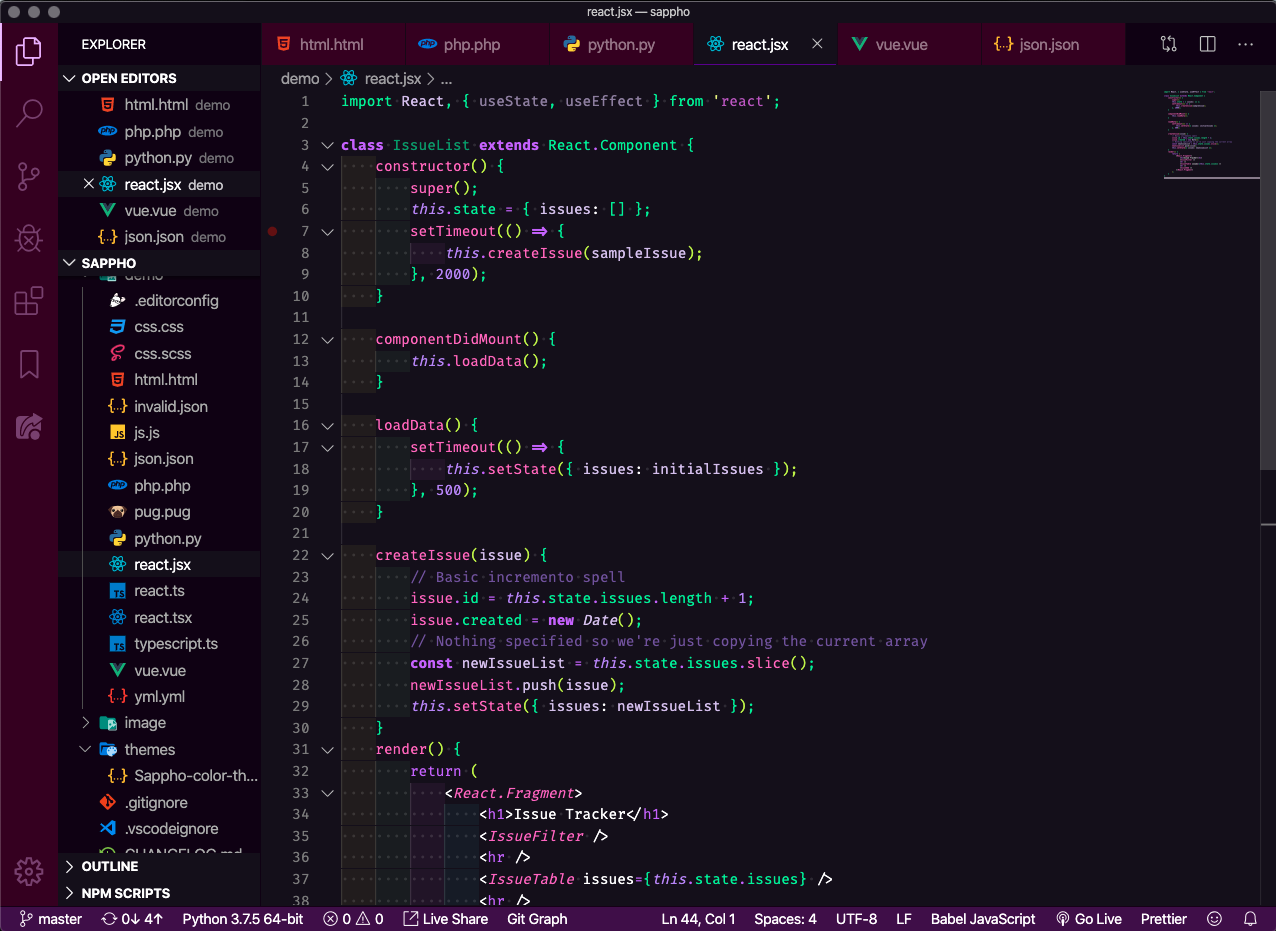 react.jsx — sappho
EXPLORER
OPEN EDITORS
html.html demo
php.php demo
python.py demo
react.jsx demo
vue.vue demo
{..} json.json demo
SAPPHO
demo
.editorconfig
css.css
css.scss
html.html
{..} invalid.json
JS js.js
{..} json.json
php php.php
pug.pug
python.py
react.jsx
TS react.ts
react.tsx
TS typescript.ts
vue.vue
{..} yml.yml
image
themes
{..} Sappho-color-th...
.gitignore
.vscodeignore
CHANGELOG.md
OUTLINE
NPM SCRIPTS
html.html php php.php python.py react.jsx vue.vue {..} json.json
demo > react.jsx > ...
1 import React, { useState, useEffect } from 'react';
2
3 class IssueList extends React.Component {
4 constructor() {
5 super();
6 this.state = { issues: [] };
7 setTimeout(() => {
8 this.createIssue(sampleIssue);
9 }, 2000);
10 }
11
12 componentDidMount() {
13 this.loadData();
14 }
15
16 loadData() {
17 setTimeout(() => {
18 this.setState({ issues: initialIssues });
19 }, 500);
20 }
21
22 createIssue(issue) {
23 // Basic incremento spell
24 issue.id = this.state.issues.length + 1;
25 issue.created = new Date();
26 // Nothing specified so we're just copying the current array
27 const newIssueList = this.state.issues.slice();
28 newIssueList.push(issue);
29 this.setState({ issues: newIssueList });
30 }
31 render() {
32 return (
33 <React.Fragment>
34 <h1>Issue Tracker</h1>
35 <IssueFilter />
36 <hr />
37 <IssueTable issues={this.state.issues} />
38 <hr />
master 0↓ 4↑ Python 3.7.5 64-bit 0 0 Live Share Git Graph Ln 44, Col 1 Spaces: 4 UTF-8 LF Babel JavaScript Go Live Prettier